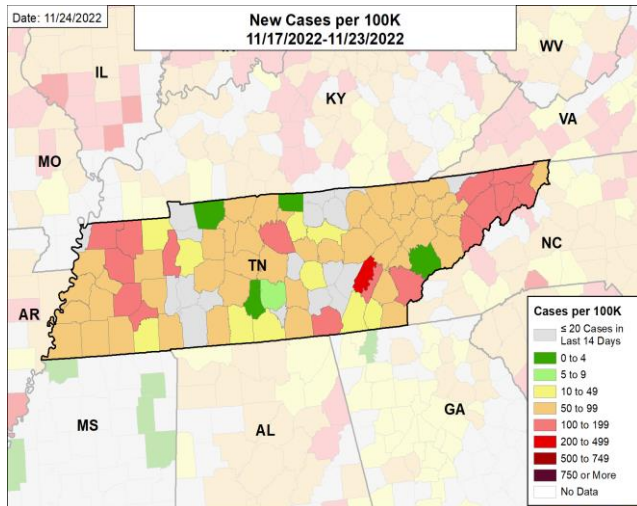 Date: 11/24/2022
New Cases per 100K
11/17/2022-11/23/2022
IL
WV
KY
VA
MO
TN
NC
AR
MS
AL
GA
Cases per 100K
≤ 20 Cases in
Last 14 Days
0 to 4
5 to 9
10 to 49
50 to 99
100 to 199
200 to 499
500 to 749
750 or More
No Data